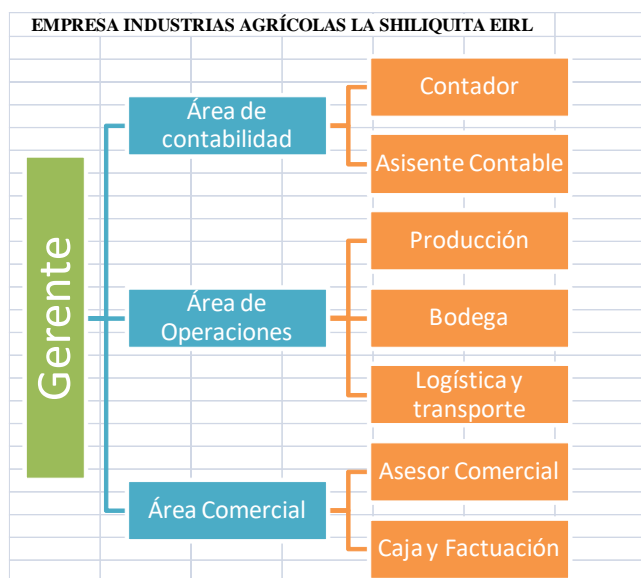 EMPRESA INDUSTRIAS AGRÍCOLAS LA SHILIQUITA EIRL
Gerente
Área de
contabilidad
Contador
Asisente Contable
Área de
Operaciones
Producción
Bodega
Logística y
transporte
Área Comercial
Asesor Comercial
Caja y Factuación